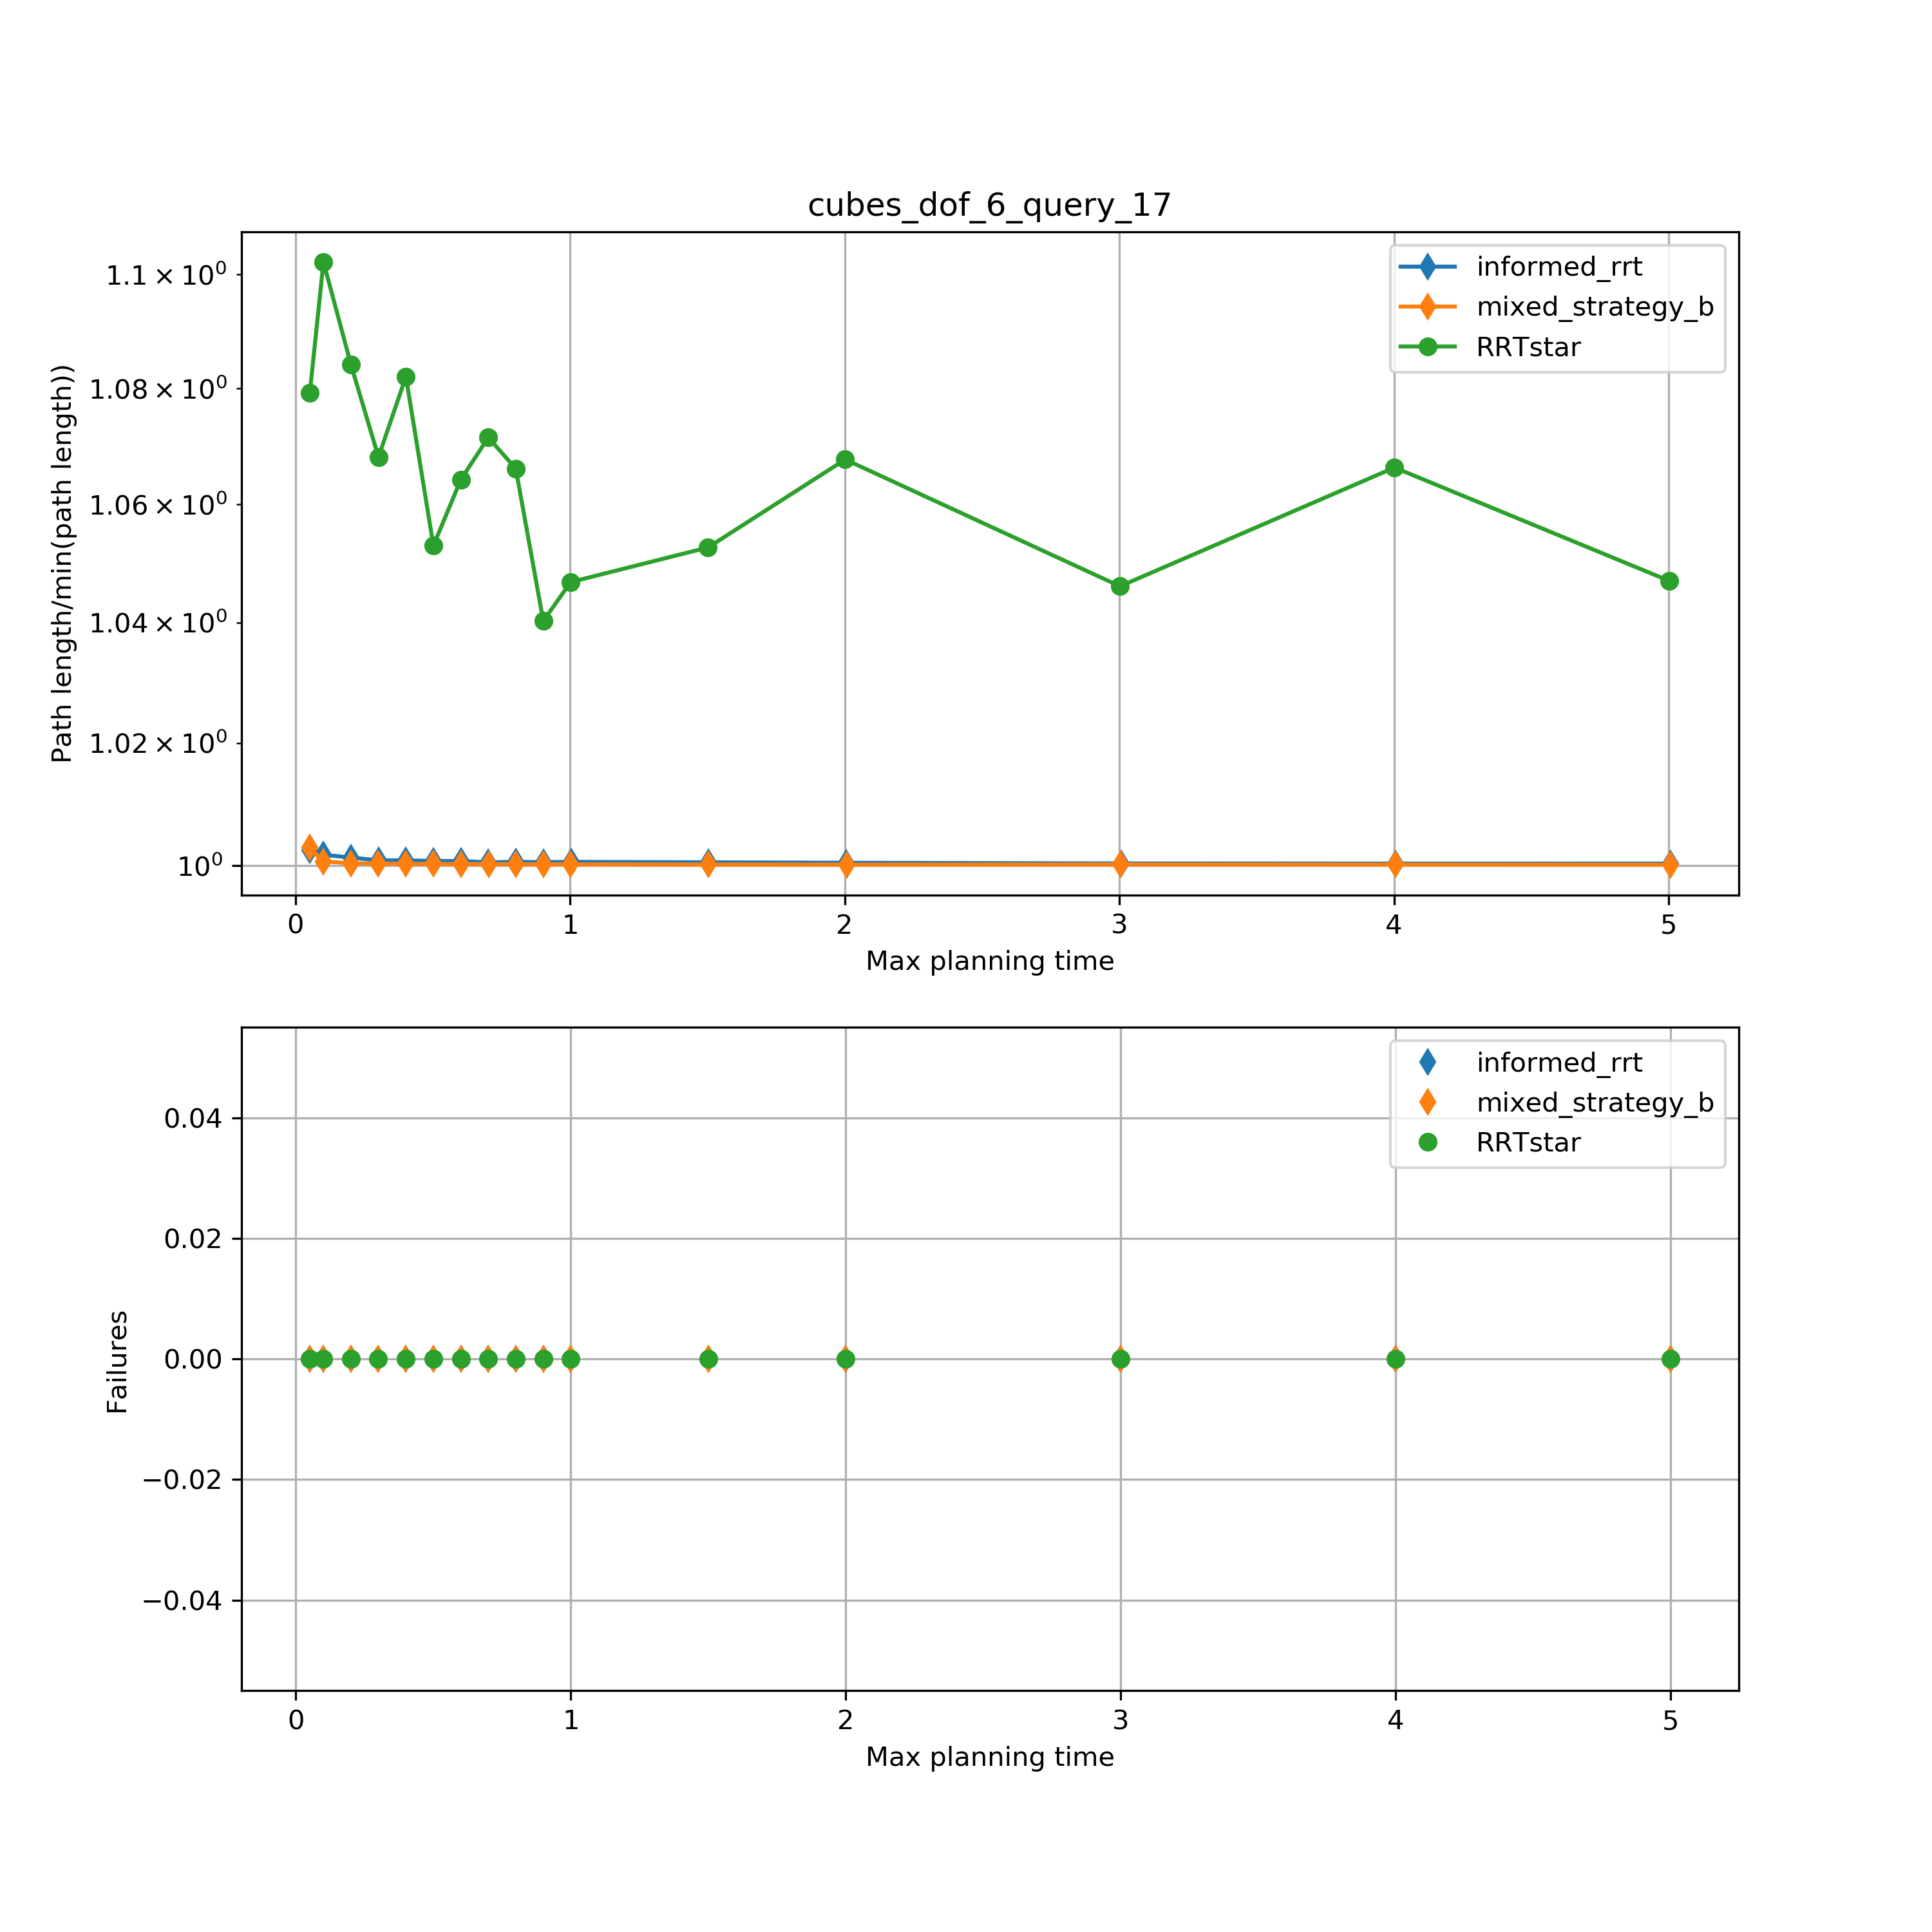 cubes_dof_6_query_17
1.1 × 10⁰
1.08 × 10⁰
1.06 × 10⁰
1.04 × 10⁰
1.02 × 10⁰
10⁰
Path length/min(path length))
informed_rrt
mixed_strategy_b
RRTstar
0 1 2 3 4 5
Max planning time
0.04
0.02
0.00
−0.02
−0.04
Failures
informed_rrt
mixed_strategy_b
RRTstar
0 1 2 3 4 5
Max planning time